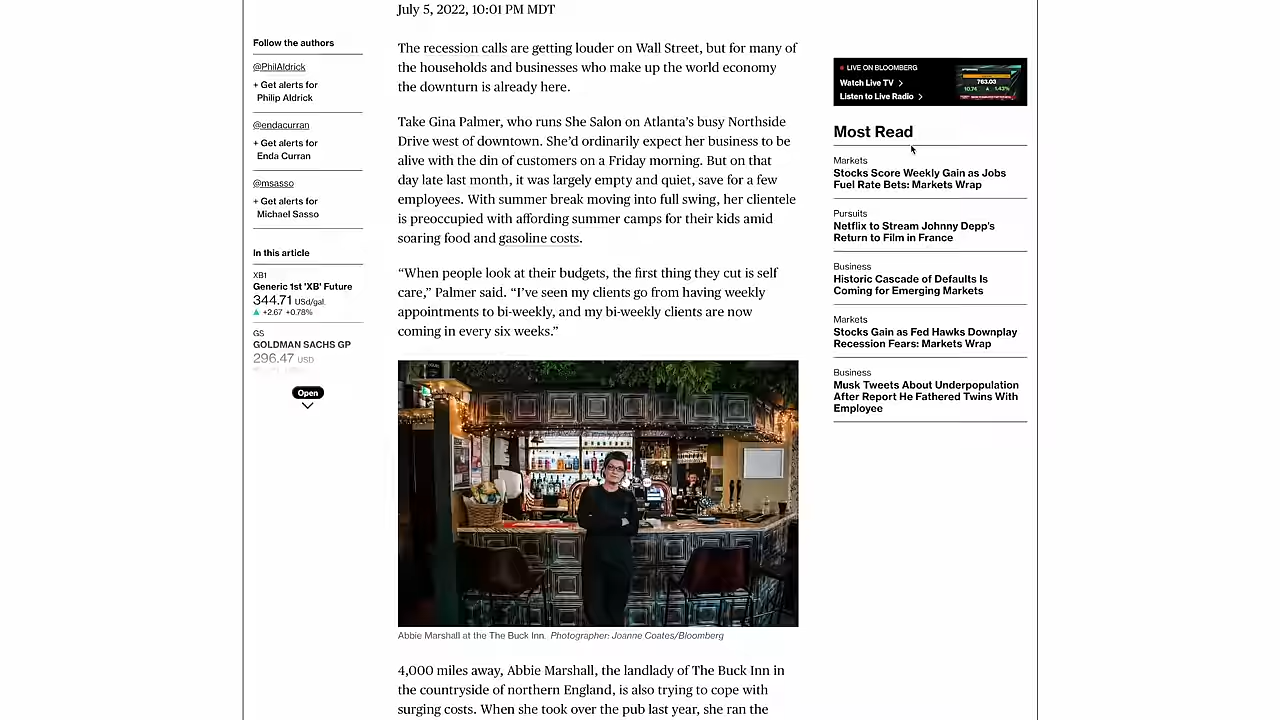 July 5, 2022, 10:01 PM MDT
Follow the authors
@PhilAldrick
+ Get alerts for
Philip Aldrick
@endacurran
+ Get alerts for
Enda Curran
@msasso
+ Get alerts for
Michael Sasso
In this article
XB1
Generic 1st 'XB' Future
344.71 USd/gal.
▲ +2.67 +0.78%
GS
GOLDMAN SACHS GP
296.47 USD
Open
The recession calls are getting louder on Wall Street, but for many of
the households and businesses who make up the world economy
the downturn is already here.
Take Gina Palmer, who runs She Salon on Atlanta’s busy Northside
Drive west of downtown. She’d ordinarily expect her business to be
alive with the din of customers on a Friday morning. But on that
day late last month, it was largely empty and quiet, save for a few
employees. With summer break moving into full swing, her clientele
is preoccupied with affording summer camps for their kids amid
soaring food and gasoline costs.
“When people look at their budgets, the first thing they cut is self
care,” Palmer said. “I’ve seen my clients go from having weekly
appointments to bi-weekly, and my bi-weekly clients are now
coming in every six weeks.”
Abbie Marshall at the The Buck Inn. Photographer: Joanne Coates/Bloomberg
4,000 miles away, Abbie Marshall, the landlady of The Buck Inn in
the countryside of northern England, is also trying to cope with
surging costs. When she took over the pub last year, she ran the
LIVE ON BLOOMBERG
Watch Live TV
Listen to Live Radio
763.03
10.74 ▲ 1.43%
Most Read
Markets
Stocks Score Weekly Gain as Jobs
Fuel Rate Bets: Markets Wrap
Pursuits
Netflix to Stream Johnny Depp’s
Return to Film in France
Business
Historic Cascade of Defaults Is
Coming for Emerging Markets
Markets
Stocks Gain as Fed Hawks Downplay
Recession Fears: Markets Wrap
Business
Musk Tweets About Underpopulation
After Report He Fathered Twins With
Employee